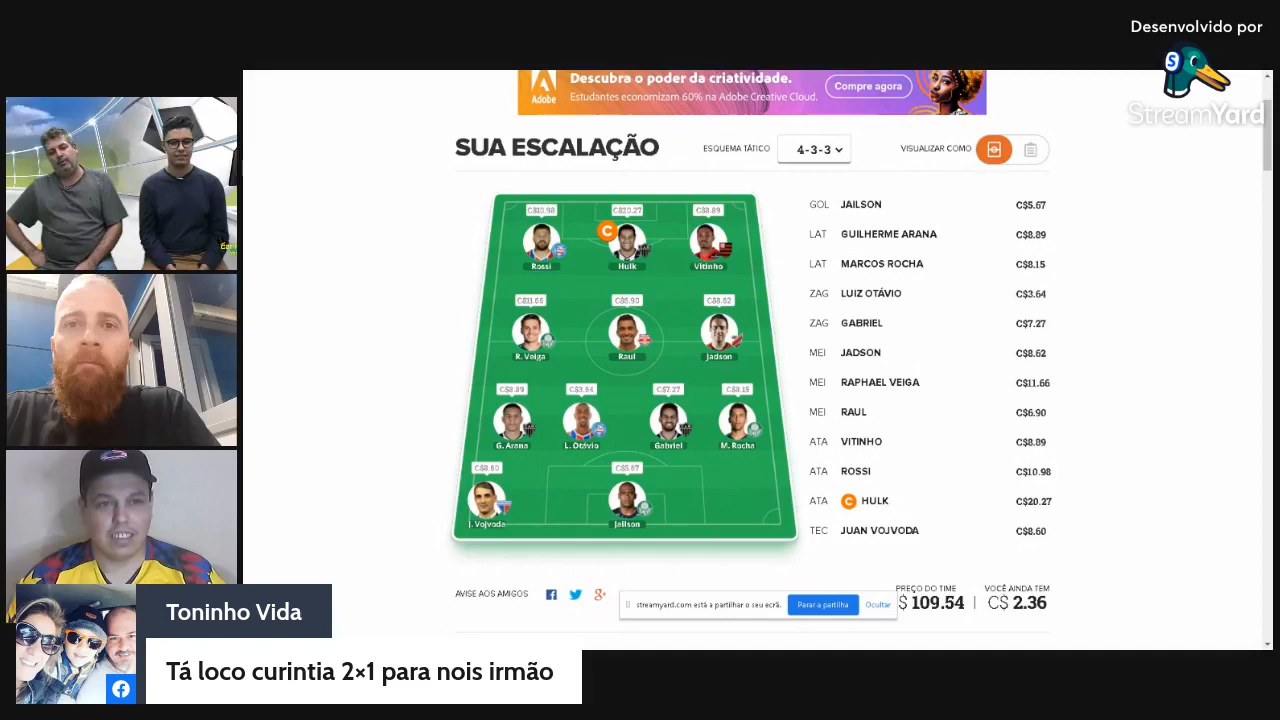 Desenvolvido por
StreamYard
Adobe
Descubra o poder da criatividade.
Estudantes economizam 60% na Adobe Creative Cloud.
Compre agora
SUA ESCALAÇÃO
ESQUEMA TÁTICO
4-3-3
VISUALIZAR COMO
C$10.98
C$20.27
C$8.89
C
Rossi
Hulk
Vitinho
C$11.66
C$6.90
C$8.62
R. Veiga
Raul
Jadson
C$8.89
C$3.64
C$7.27
C$8.15
G. Arana
L. Otávio
Gabriel
M. Rocha
C$8.60
C$5.67
J. Vojvoda
Jailson
GOL JAILSON C$5.67
LAT GUILHERME ARANA C$8.89
LAT MARCOS ROCHA C$8.15
ZAG LUIZ OTÁVIO C$3.64
ZAG GABRIEL C$7.27
MEI JADSON C$8.62
MEI RAPHAEL VEIGA C$11.66
MEI RAUL C$6.90
ATA VITINHO C$8.89
ATA ROSSI C$10.98
ATA C HULK C$20.27
TEC JUAN VOJVODA C$8.60
AVISE AOS AMIGOS
streamyard.com está a partilhar o seu ecrã.
Parar a partilha
Ocultar
PREÇO DO TIME
$ 109.54
VOCÊ AINDA TEM
C$ 2.36
Toninho Vida
Tá loco curintia 2×1 para nois irmão